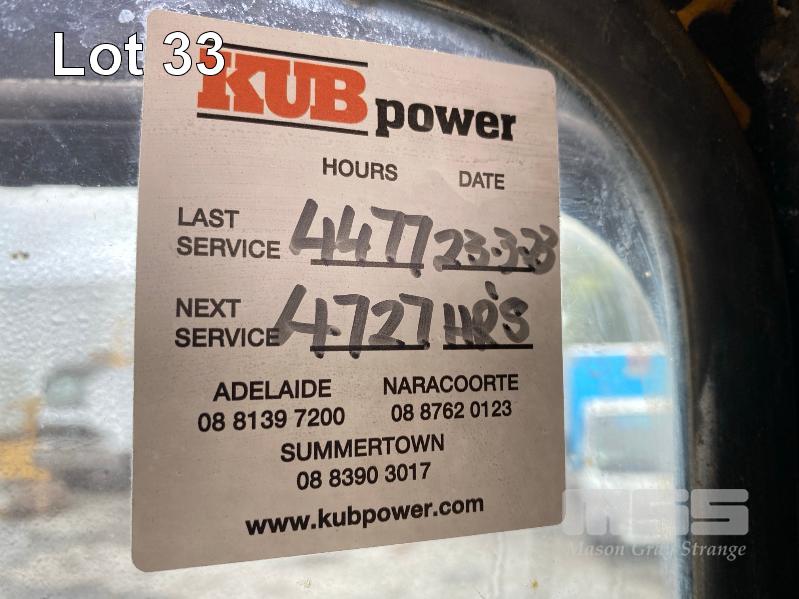 Lot 33
KUB power
HOURS DATE
LAST SERVICE 4477 23.3.23
NEXT SERVICE 4727 HR'S
ADELAIDE NARACOORTE
08 8139 7200 08 8762 0123
SUMMERTOWN
08 8390 3017
www.kubpower.com
MSS
Mason Gray Strange